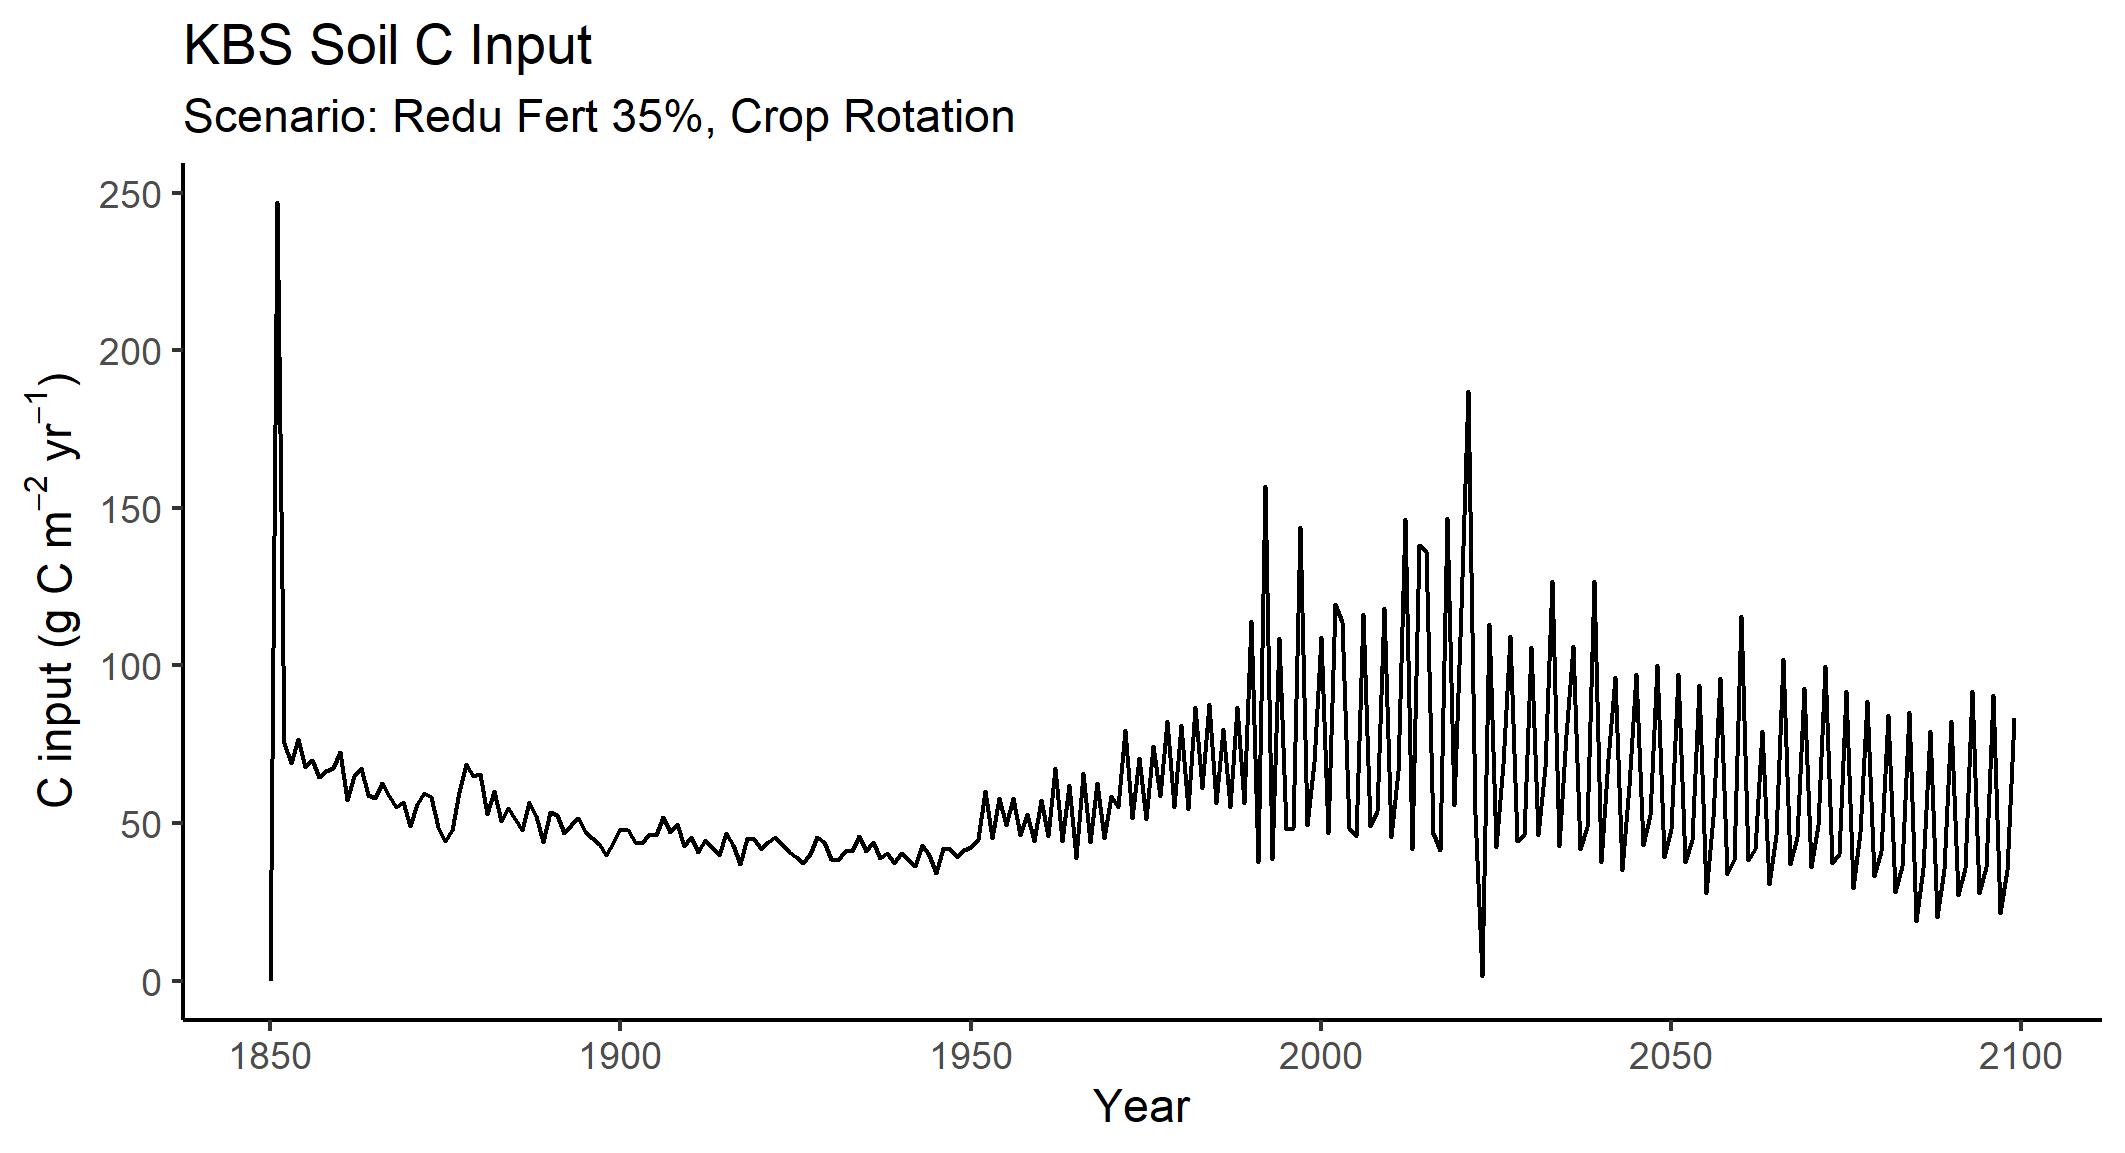 KBS Soil C Input
Scenario: Redu Fert 35%, Crop Rotation
C input (g C m⁻² yr⁻¹)
250
200
150
100
50
0
1850 1900 1950 2000 2050 2100
Year